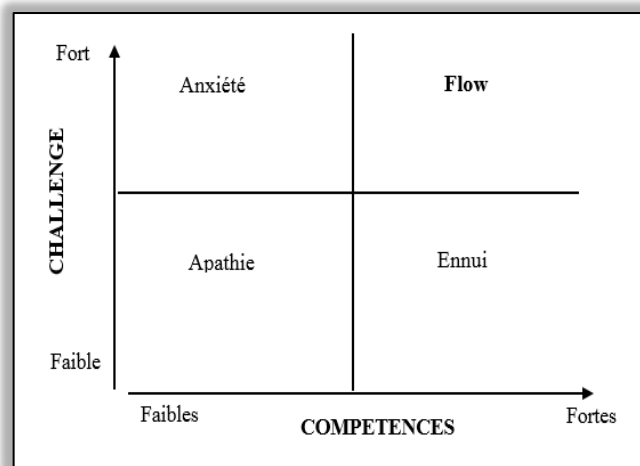 Fort
Anxiété
Flow
CHALLENGE
Apathie
Ennui
Faible
Faibles
Fortes
COMPETENCES